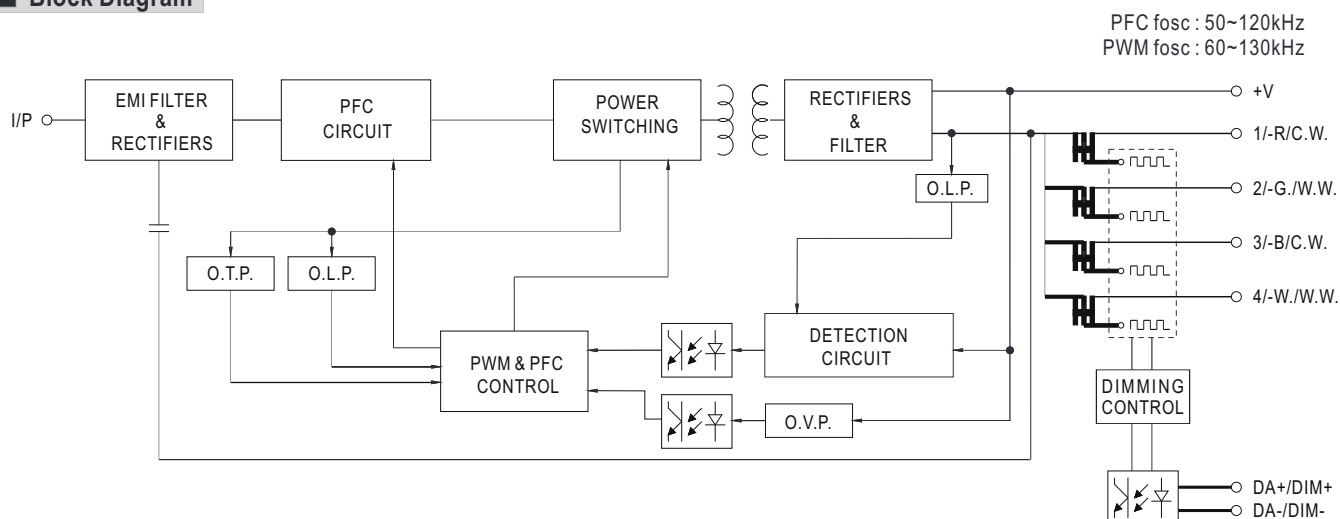 Block Diagram
PFC fosc : 50~120kHz
PWM fosc : 60~130kHz
I/P
EMI FILTER
&
RECTIFIERS
PFC
CIRCUIT
POWER
SWITCHING
RECTIFIERS
&
FILTER
+V
1/-R/C.W.
O.L.P.
2/-G./W.W.
3/-B/C.W.
4/-W./W.W.
O.T.P.
O.L.P.
PWM & PFC
CONTROL
DETECTION
CIRCUIT
O.V.P.
DIMMING
CONTROL
DA+/DIM+
DA-/DIM-